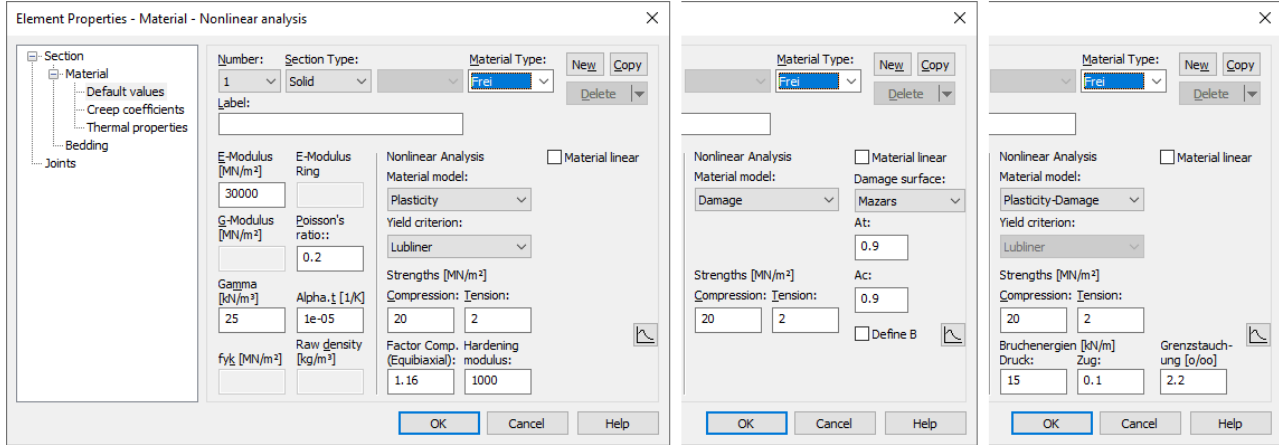 Element Properties - Material - Nonlinear analysis
Section
Material
Default values
Creep coefficients
Thermal properties
Bedding
Joints
Number: Section Type: Material Type:
1 Solid Frei New Copy
Delete
Label:
E-Modulus [MN/m²]
30000
E-Modulus Ring
G-Modulus [MN/m²]
Poisson's ratio::
0.2
Gamma [kN/m³]
25
Alpha.t [1/K]
1e-05
fyk [MN/m²]
Raw density [kg/m³]
Nonlinear Analysis
Material linear
Material model:
Plasticity
Yield criterion:
Lubliner
Strengths [MN/m²]
Compression: Tension:
20 2
Factor Comp. (Equibiaxial):
1.16
Hardening modulus:
1000
OK Cancel Help
Material Type:
Frei New Copy
Delete
Nonlinear Analysis
Material linear
Material model:
Damage
Damage surface:
Mazars
At:
0.9
Strengths [MN/m²]
Compression: Tension:
20 2
Ac:
0.9
Define B
OK Cancel Help
Material Type:
Frei New Copy
Delete
Nonlinear Analysis
Material linear
Material model:
Plasticity-Damage
Yield criterion:
Lubliner
Strengths [MN/m²]
Compression: Tension:
20 2
Bruchenergien [kN/m]
Druck: Zug:
15 0.1
Grenzstauch-
ung [o/oo]
2.2
OK Cancel Help